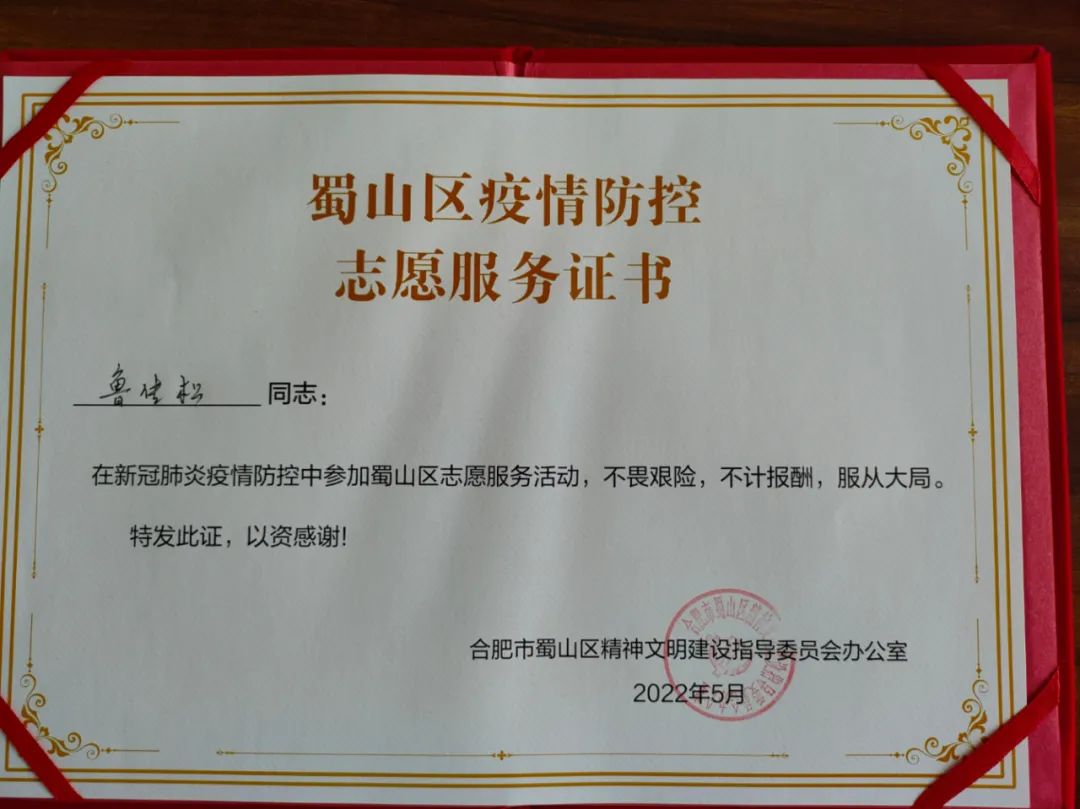 蜀山区疫情防控
志愿服务证书
鲁佳松 同志：
在新冠肺炎疫情防控中参加蜀山区志愿服务活动，不畏艰险，不计报酬，服从大局。
特发此证，以资感谢!
合肥市蜀山区精神文明建设指导委员会办公室
2022年5月